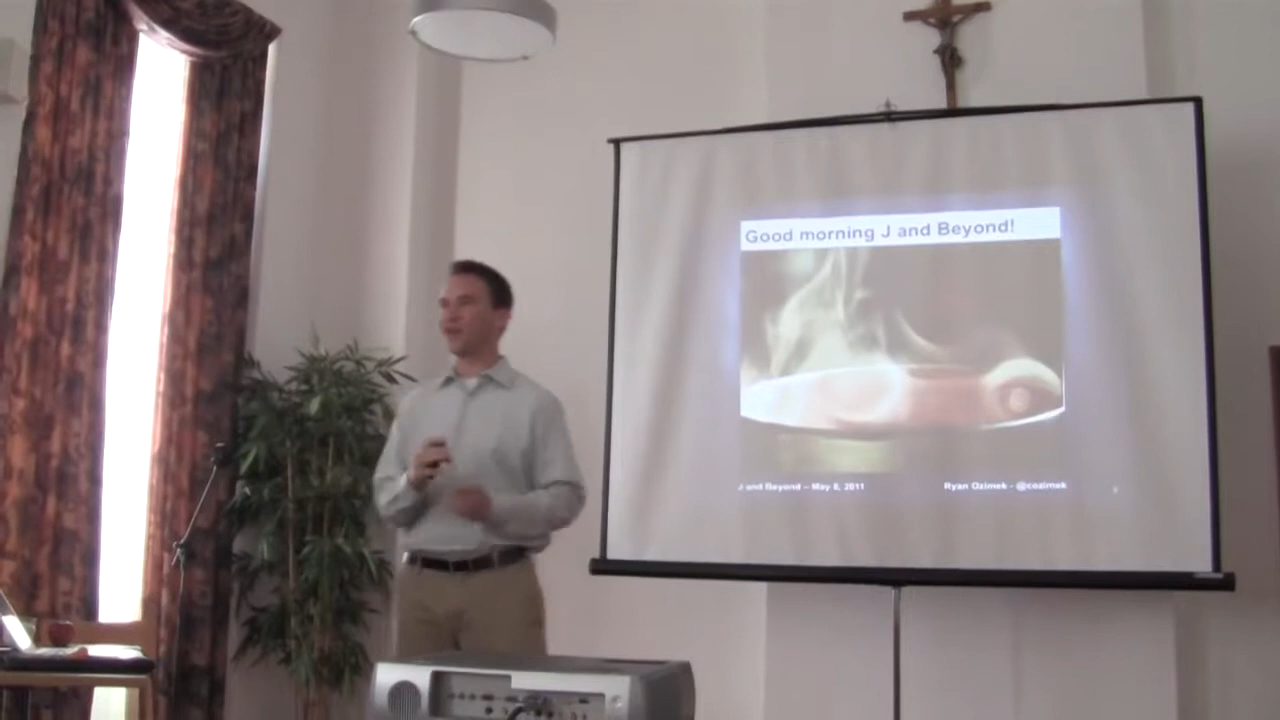 Good morning J and Beyond!
J and Beyond – May 8, 2011
Ryan Ozimek - @cozimek